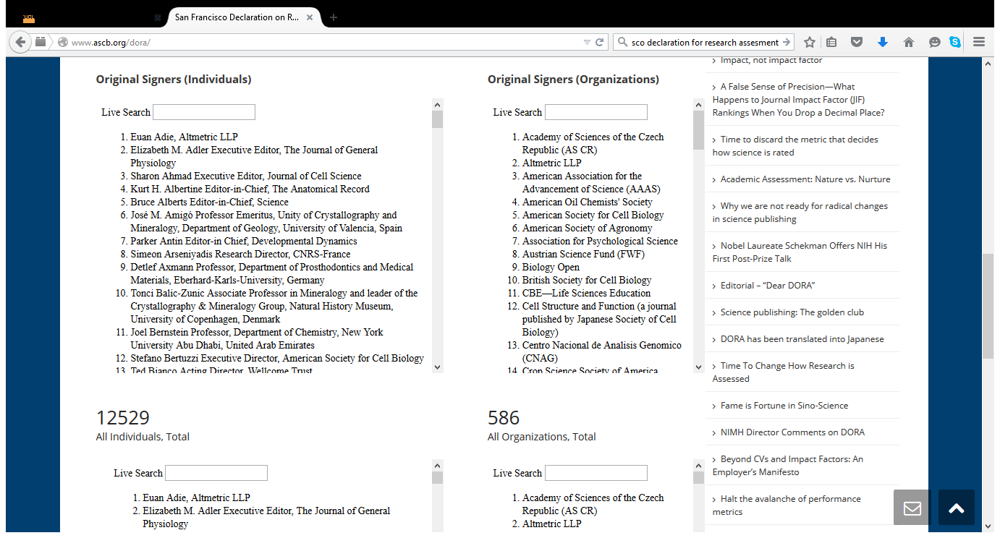 UCL
San Francisco Declaration on R...
www.ascb.org/dora/
sco declaration for research assesment
Original Signers (Individuals)
Live Search
1. Euan Adie, Altmetric LLP
2. Elizabeth M. Adler Executive Editor, The Journal of General
Physiology
3. Sharon Ahmad Executive Editor, Journal of Cell Science
4. Kurt H. Albertine Editor-in-Chief, The Anatomical Record
5. Bruce Alberts Editor-in-Chief, Science
6. José M. Amigó Professor Emeritus, Unity of Crystallography and
Mineralogy, Department of Geology, University of Valencia, Spain
7. Parker Antin Editor-in Chief, Developmental Dynamics
8. Simeon Arseniyadis Research Director, CNRS-France
9. Detlef Axmann Professor, Department of Prosthodontics and Medical
Materials, Eberhard-Karls-University, Germany
10. Tonci Balic-Zunic Associate Professor in Mineralogy and leader of the
Crystallography & Mineralogy Group, Natural History Museum,
University of Copenhagen, Denmark
11. Joel Bernstein Professor, Department of Chemistry, New York
University Abu Dhabi, United Arab Emirates
12. Stefano Bertuzzi Executive Director, American Society for Cell Biology
13. Ted Bianco Acting Director, Wellcome Trust
Original Signers (Organizations)
Live Search
1. Academy of Sciences of the Czech
Republic (AS CR)
2. Altmetric LLP
3. American Association for the
Advancement of Science (AAAS)
4. American Oil Chemists' Society
5. American Society for Cell Biology
6. American Society of Agronomy
7. Association for Psychological Science
8. Austrian Science Fund (FWF)
9. Biology Open
10. British Society for Cell Biology
11. CBE—Life Sciences Education
12. Cell Structure and Function (a journal
published by Japanese Society of Cell
Biology)
13. Centro Nacional de Analisis Genomico
(CNAG)
14. Crop Science Society of America
12529
All Individuals, Total
Live Search
1. Euan Adie, Altmetric LLP
2. Elizabeth M. Adler Executive Editor, The Journal of General
Physiology
586
All Organizations, Total
Live Search
1. Academy of Sciences of the Czech
Republic (AS CR)
2. Altmetric LLP
Impact, not impact factor
A False Sense of Precision—What
Happens to Journal Impact Factor (JIF)
Rankings When You Drop a Decimal Place?
Time to discard the metric that decides
how science is rated
Academic Assessment: Nature vs. Nurture
Why we are not ready for radical changes
in science publishing
Nobel Laureate Schekman Offers NIH His
First Post-Prize Talk
Editorial – “Dear DORA”
Science publishing: The golden club
DORA has been translated into Japanese
Time To Change How Research is
Assessed
Fame is Fortune in Sino-Science
NIMH Director Comments on DORA
Beyond CVs and Impact Factors: An
Employer’s Manifesto
Halt the avalanche of performance
metrics